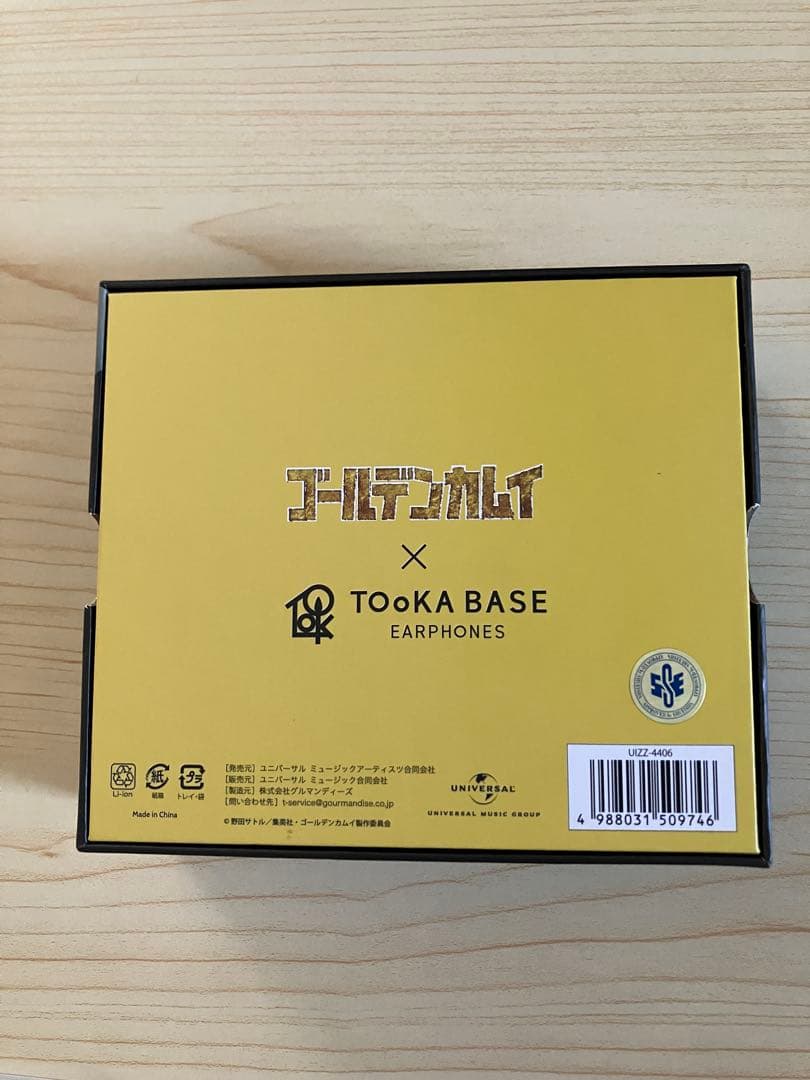 ゴールデンカムイ
×
TOoKA BASE
EARPHONES
UIZZ-4406
4 988031 509746
[発売元] ユニバーサル ミュージックアーティスツ合同会社
[販売元] ユニバーサル ミュージック合同会社
[製造元] 株式会社グルマンディーズ
[問い合わせ先] t-service@gourmandise.co.jp
Li-ion
紙
紙箱
プラ
トレイ・袋
Made in China
© 野田サトル／集英社・ゴールデンカムイ製作委員会
UNIVERSAL
UNIVERSAL MUSIC GROUP